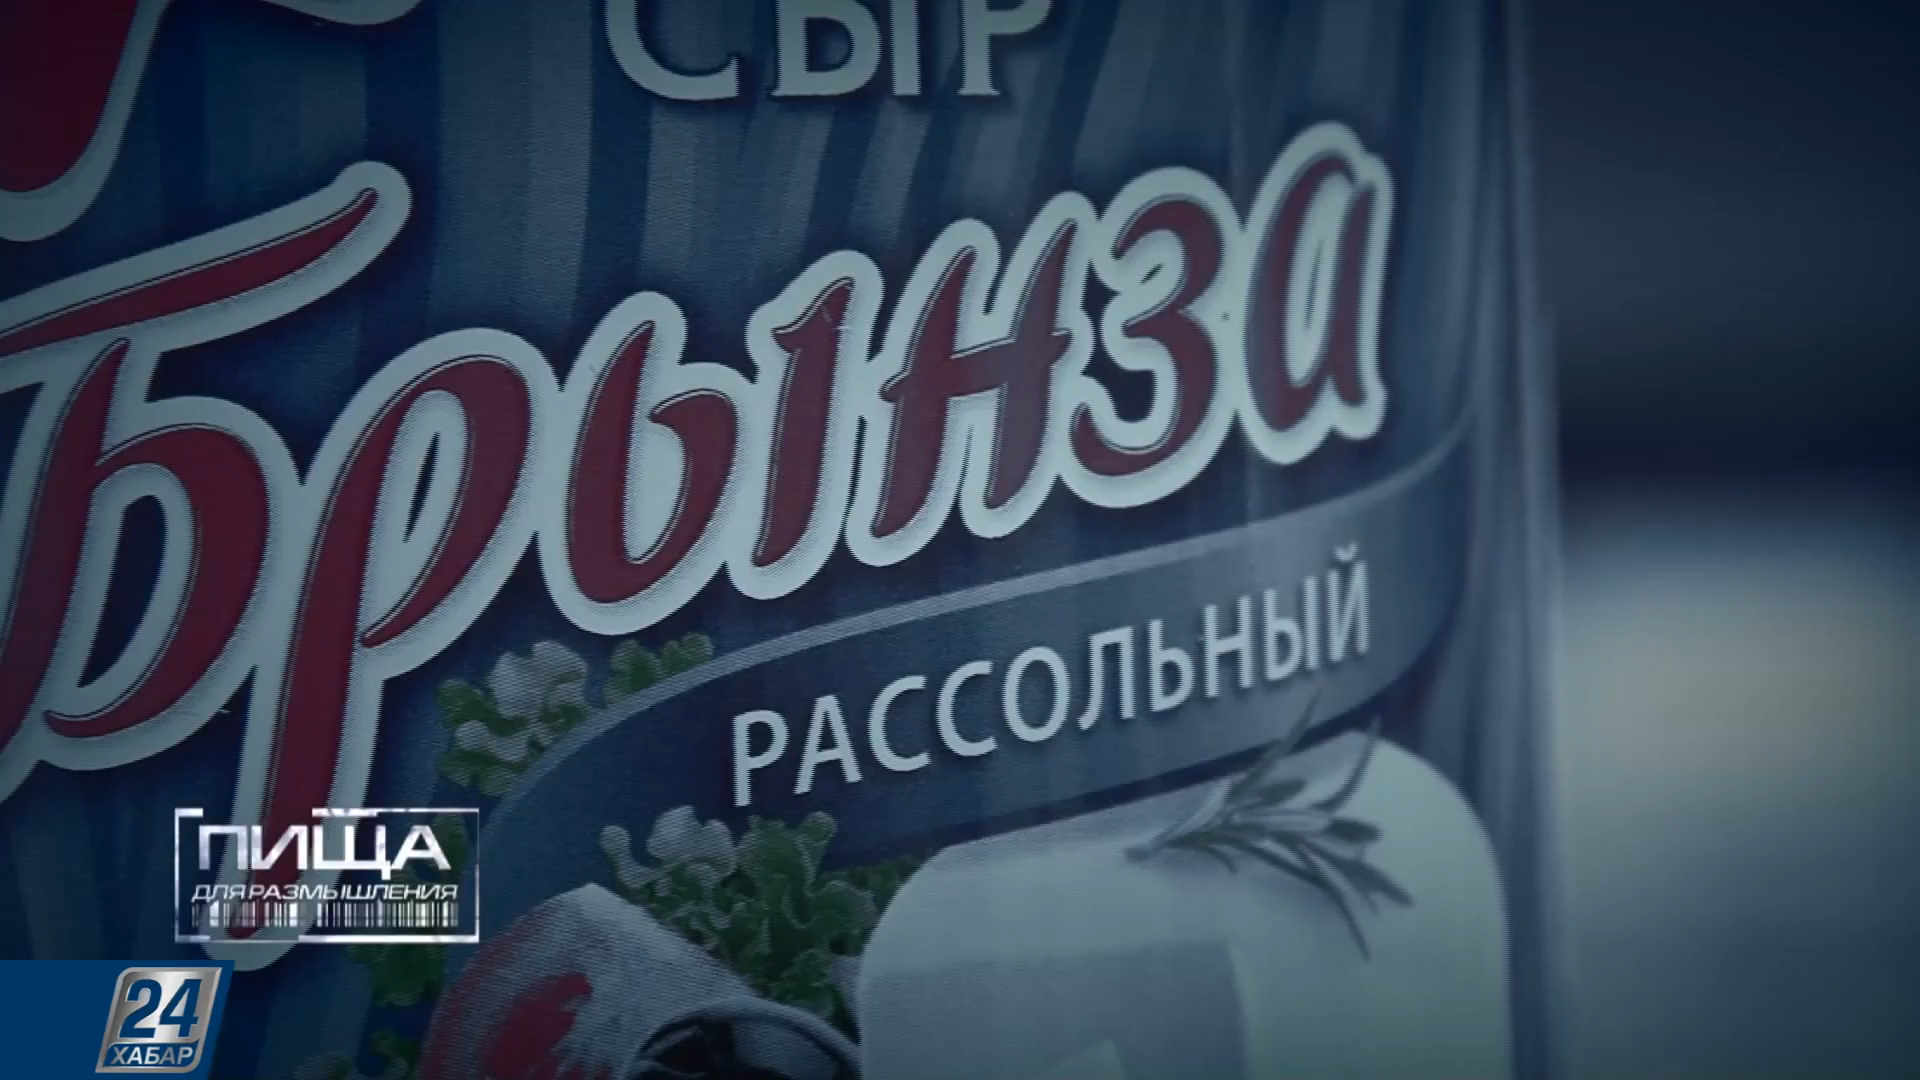 СЫР
Брынза
РАССОЛЬНЫЙ
ПИЩА
ДЛЯ РАЗМЫШЛЕНИЯ
24
ХАБАР